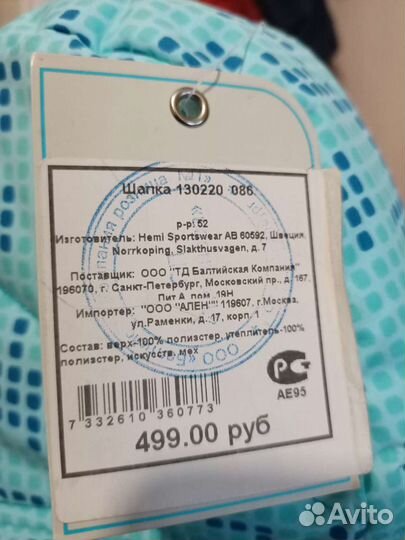 Шапка 130220 086
р-р: 52
Изготовитель: Hemi Sportswear AB 60592, Швеция,
Norrkoping, Slakthusvagen, д. 7
Поставщик: ООО "ТД Балтийская Компания"
196070, г. Санкт-Петербург, Московский пр., д. 167,
Лит.А, пом. 19Н
Импортер: "ООО "АЛЕН"" 119607, г.Москва,
ул.Раменки, д. 17, корп. 1
Состав: верх-100% полиэстер, утеплитель-100%
полиэстер, искусств. мех
7 332610 360773
АЕ95
499.00 руб
Avito